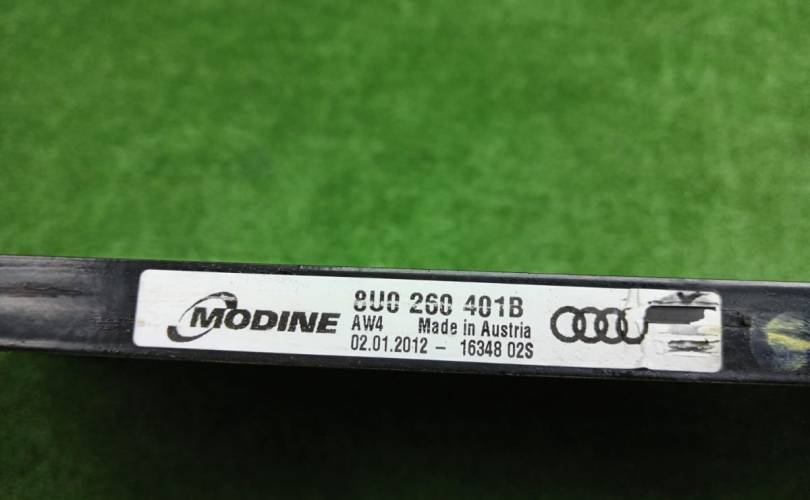 MODINE
8U0 260 401B
AW4 Made in Austria
02.01.2012 - 16348 02S